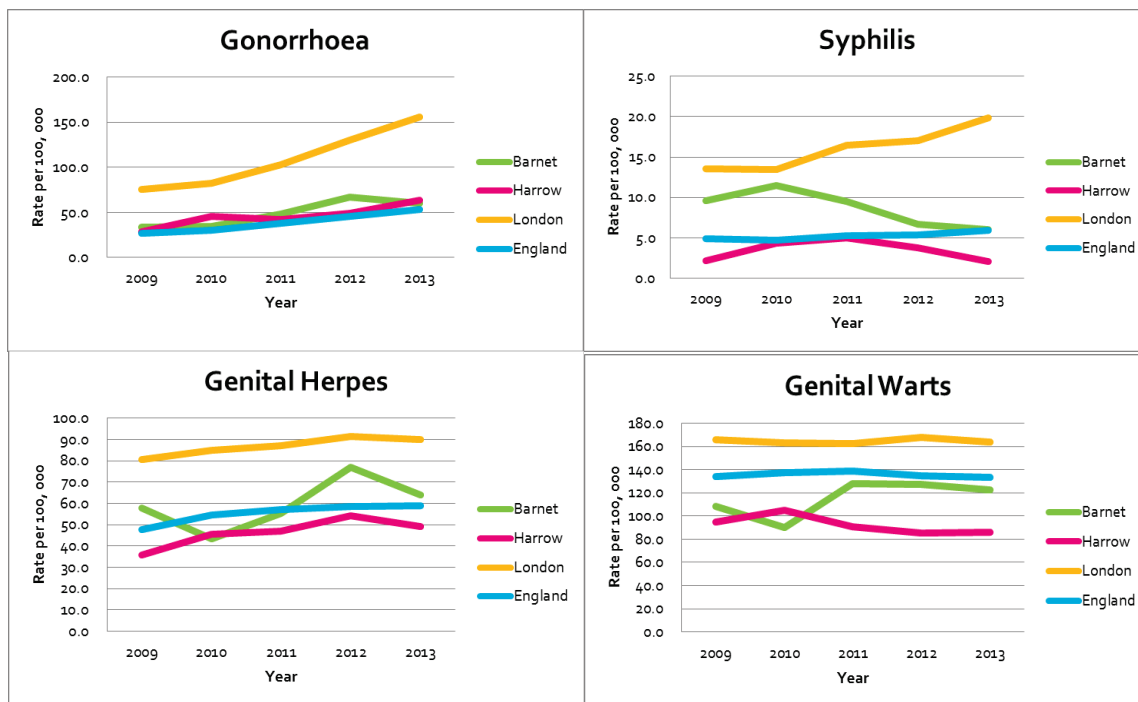 Gonorrhoea
200.0
150.0
100.0
50.0
0.0
Rate per 100, 000
2009 2010 2011 2012 2013
Year
Barnet
Harrow
London
England
Syphilis
25.0
20.0
15.0
10.0
5.0
0.0
Rate per 100, 000
2009 2010 2011 2012 2013
Year
Barnet
Harrow
London
England
Genital Herpes
100.0
90.0
80.0
70.0
60.0
50.0
40.0
30.0
20.0
10.0
0.0
Rate per 100, 000
2009 2010 2011 2012 2013
Year
Barnet
Harrow
London
England
Genital Warts
180.0
160.0
140.0
120.0
100.0
80.0
60.0
40.0
20.0
0.0
Rate per 100, 000
2009 2010 2011 2012 2013
Year
Barnet
Harrow
London
England